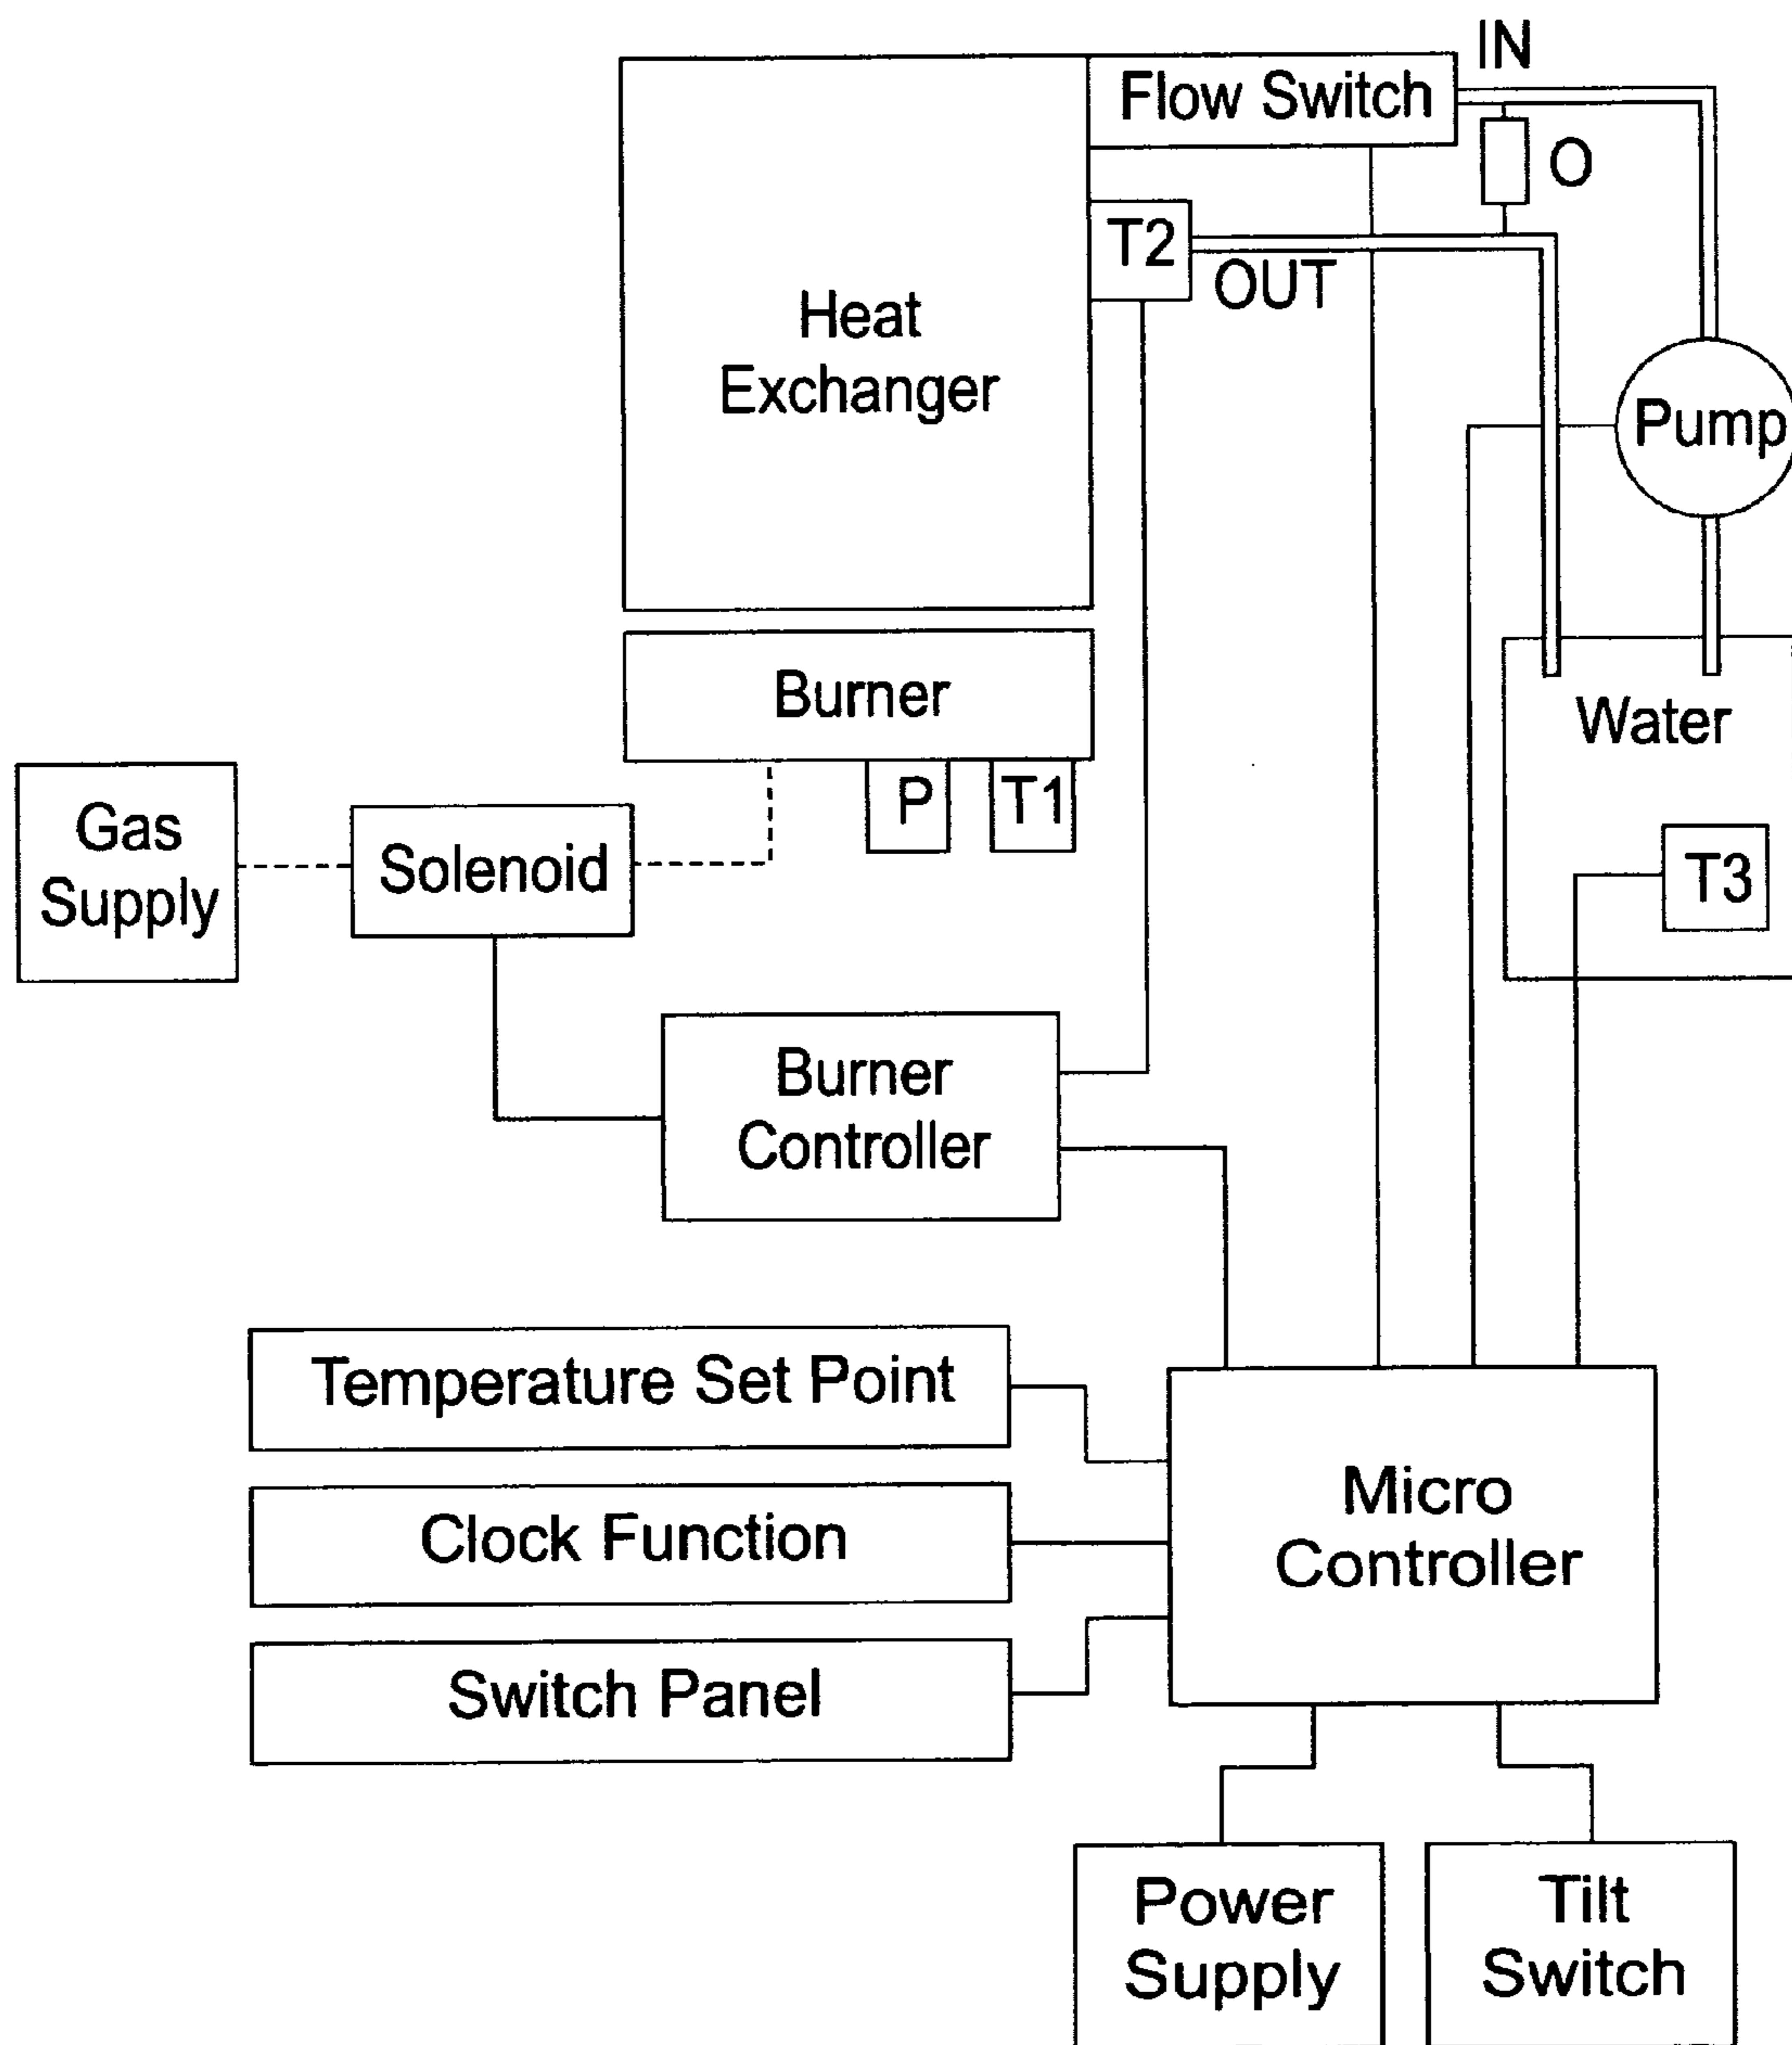 IN
Flow Switch
O
T2
OUT
Heat
Exchanger
Pump
Burner
Water
P
T1
Gas
Supply
Solenoid
T3
Burner
Controller
Temperature Set Point
Clock Function
Switch Panel
Micro
Controller
Power
Supply
Tilt
Switch